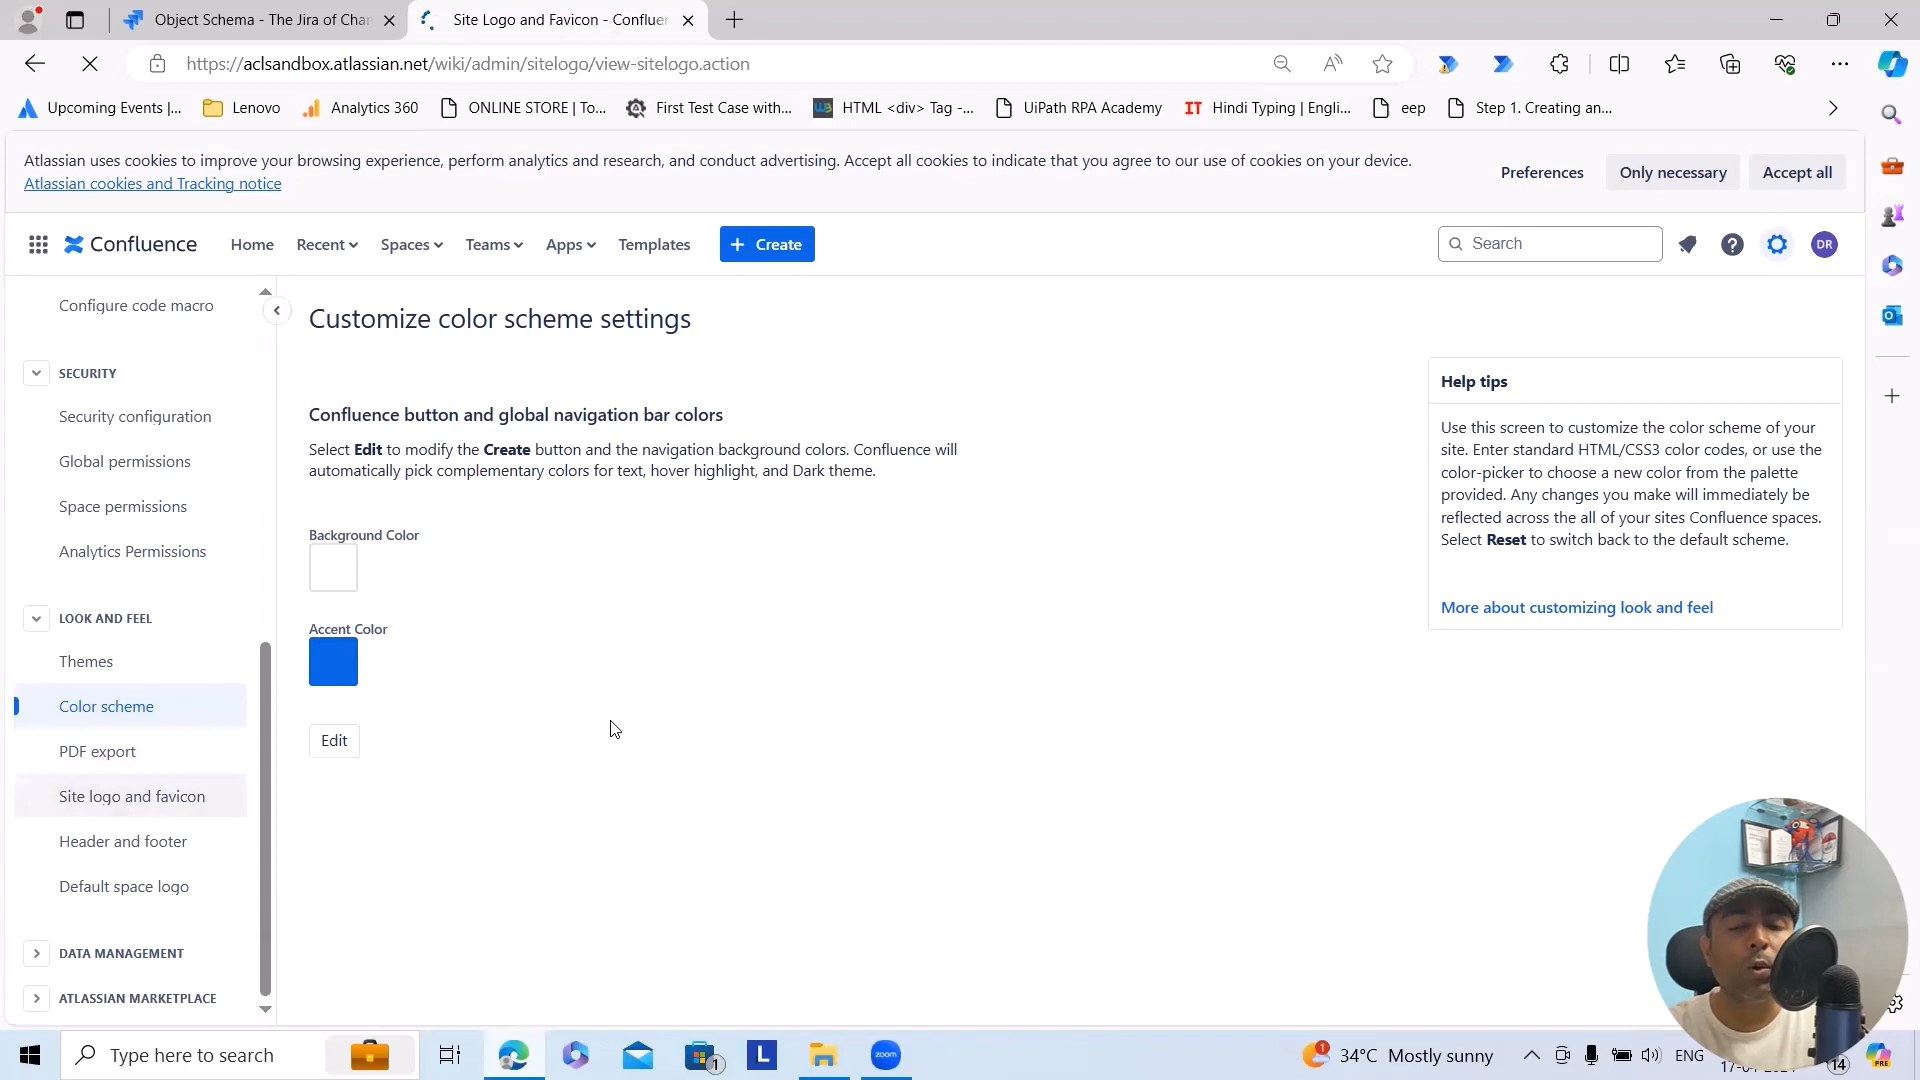 Object Schema - The Jira of Chan
Site Logo and Favicon - Confluen
https://aclsandbox.atlassian.net/wiki/admin/sitelogo/view-sitelogo.action
Upcoming Events |...
Lenovo
Analytics 360
ONLINE STORE | To...
First Test Case with...
HTML <div> Tag -...
UiPath RPA Academy
Hindi Typing | Engli...
eep
Step 1. Creating an...
Atlassian uses cookies to improve your browsing experience, perform analytics and research, and conduct advertising. Accept all cookies to indicate that you agree to our use of cookies on your device.
Atlassian cookies and Tracking notice
Preferences
Only necessary
Accept all
Confluence
Home
Recent
Spaces
Teams
Apps
Templates
+ Create
Search
DR
Configure code macro
SECURITY
Security configuration
Global permissions
Space permissions
Analytics Permissions
LOOK AND FEEL
Themes
Color scheme
PDF export
Site logo and favicon
Header and footer
Default space logo
DATA MANAGEMENT
ATLASSIAN MARKETPLACE
Customize color scheme settings
Confluence button and global navigation bar colors
Select Edit to modify the Create button and the navigation background colors. Confluence will
automatically pick complementary colors for text, hover highlight, and Dark theme.
Background Color
Accent Color
Edit
Help tips
Use this screen to customize the color scheme of your
site. Enter standard HTML/CSS3 color codes, or use the
color-picker to choose a new color from the palette
provided. Any changes you make will immediately be
reflected across the all of your sites Confluence spaces.
Select Reset to switch back to the default scheme.
More about customizing look and feel
Type here to search
1
L
zoom
1
34°C Mostly sunny
ENG
14
PRE